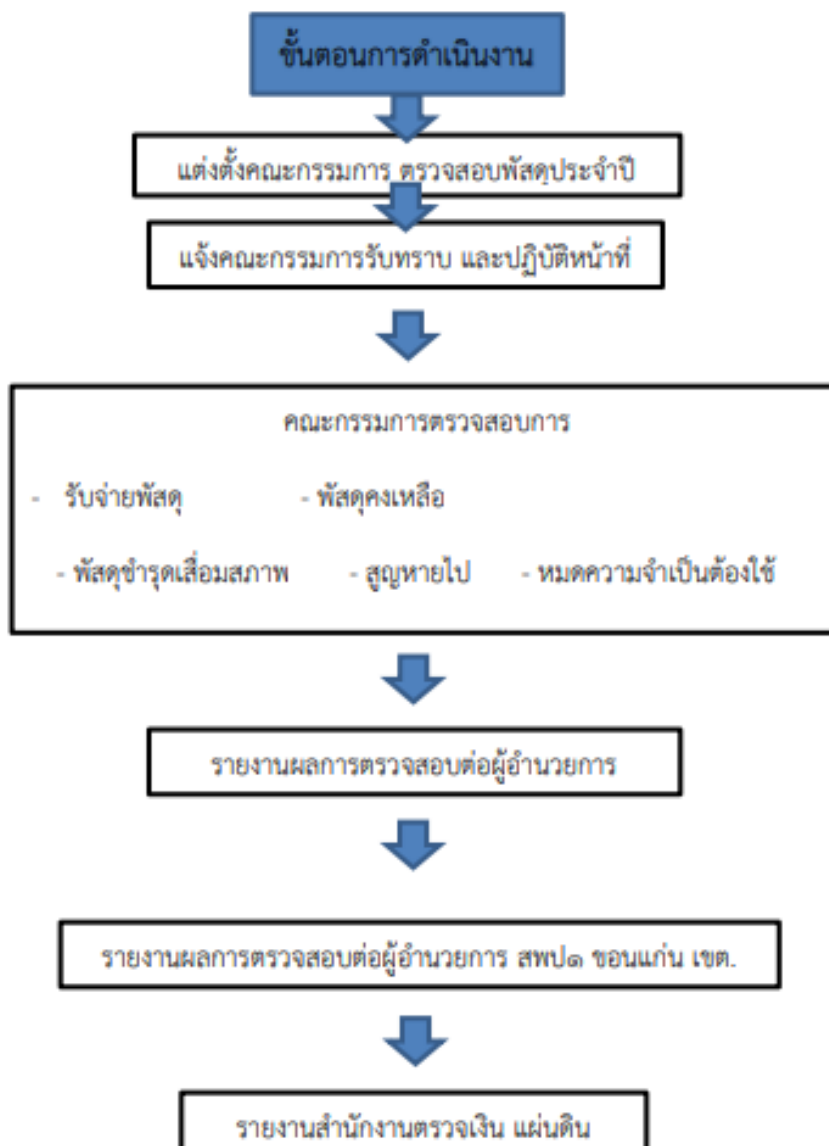 ขั้นตอนการดำเนินงาน
แต่งตั้งคณะกรรมการ ตรวจสอบพัสดุประจำปี
แจ้งคณะกรรมการรับทราบ และปฏิบัติหน้าที่
คณะกรรมการตรวจสอบการ
- รับจ่ายพัสดุ - พัสดุคงเหลือ
- พัสดุชำรุดเสื่อมสภาพ - สูญหายไป - หมดความจำเป็นต้องใช้
รายงานผลการตรวจสอบต่อผู้อำนวยการ
รายงานผลการตรวจสอบต่อผู้อำนวยการ สพป๑ ขอนแก่น เขต.
รายงานสำนักงานตรวจเงิน แผ่นดิน